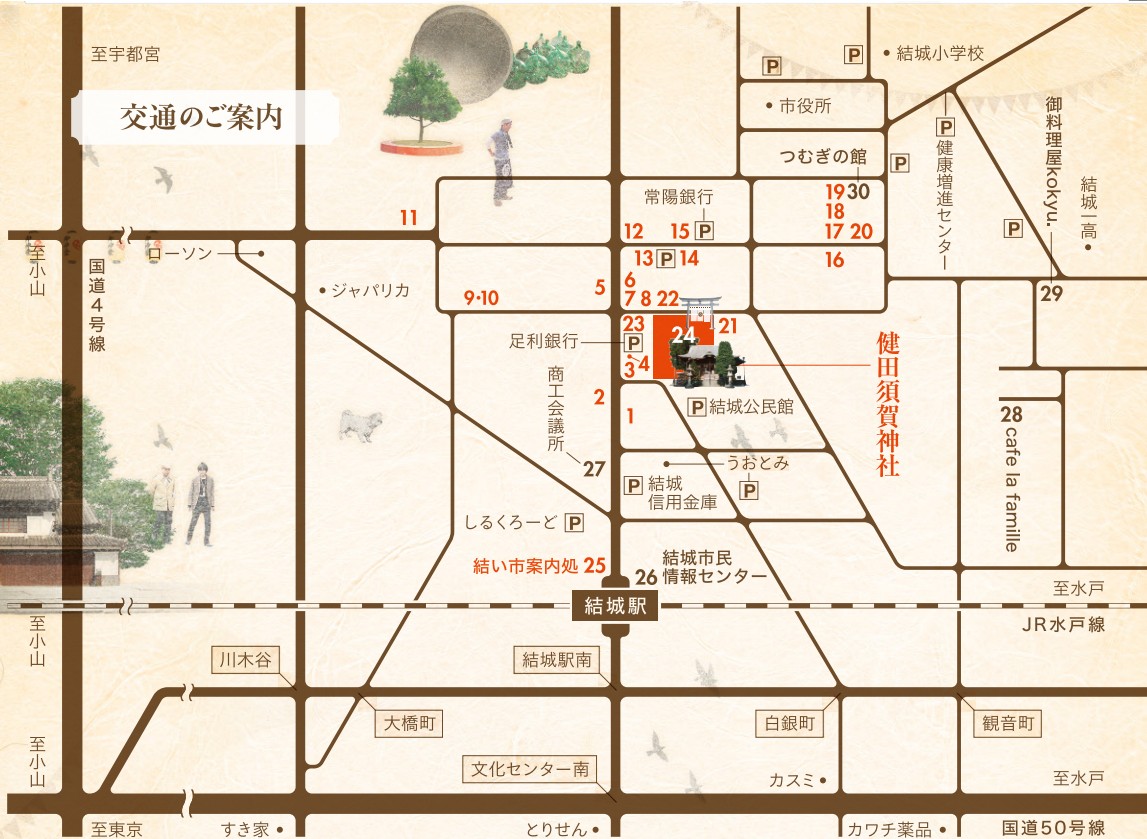 至宇都宮
交通のご案内
P
P
結城小学校
市役所
P
健康増進センター
御料理屋kokyu.
結城一高
つむぎの館
P
常陽銀行
19 30
18
11
12
15 P
17 20
P
至小山
ローソン
国道4号線
13 P 14
16
ジャパリカ
9·10
5
6
7 8 22
29
23
24
21
足利銀行
P
4
3
健田須賀神社
商工会議所
2
1
P 結城公民館
28
cafe la famille
27
うおとみ
P 結城
信用金庫
P
しるくろーど P
結い市案内処 25
26 結城市民
情報センター
結城駅
至水戸
JR水戸線
至小山
川木谷
結城駅南
大橋町
白銀町
観音町
至小山
文化センター南
カスミ
至水戸
至東京
すき家
とりせん
カワチ薬品
国道50号線